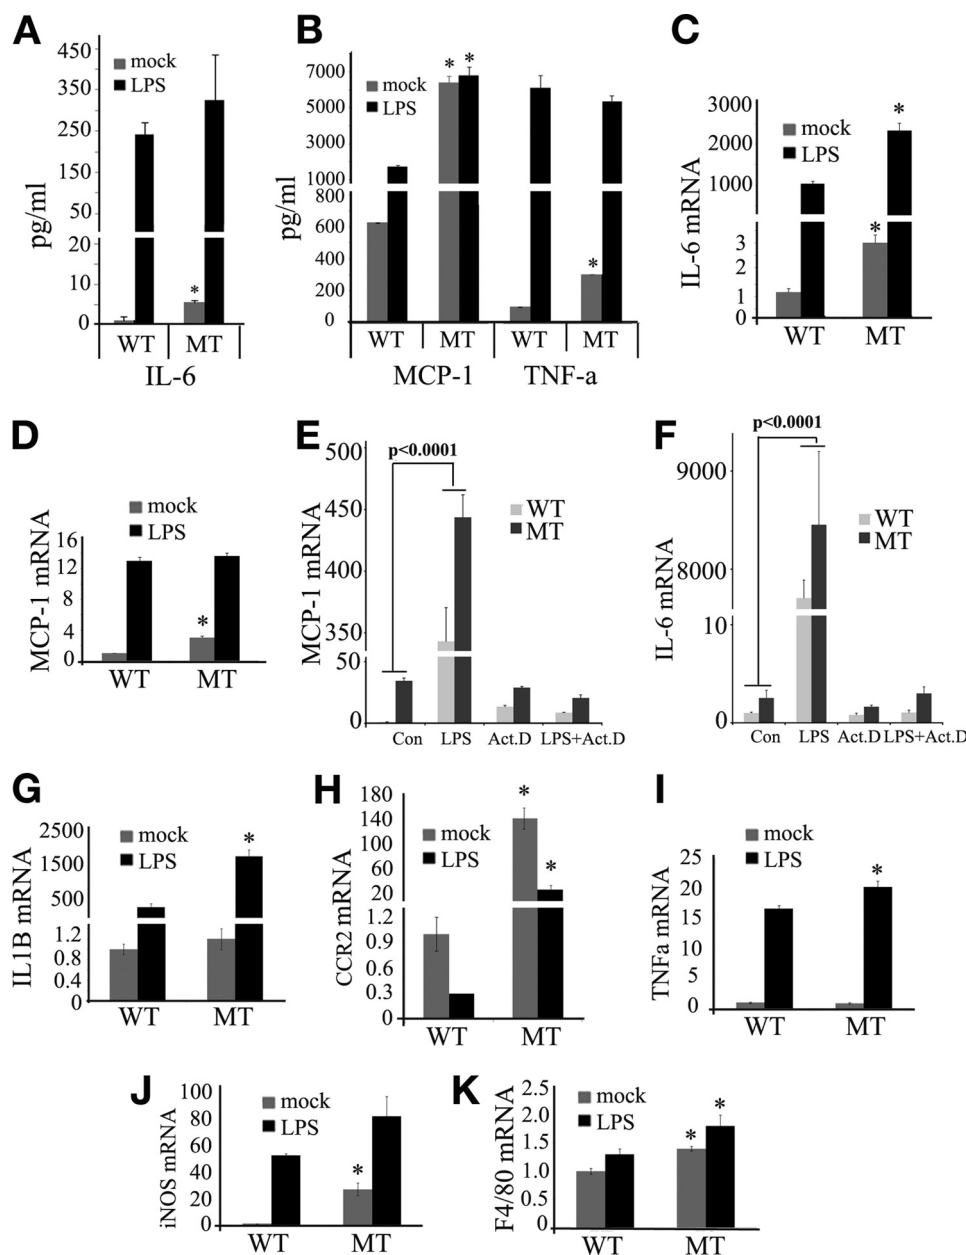 A
450
350
250
150
50
20
10
5
0
pg/ml
mock
LPS
*
WT
MT
IL-6
B
7000
5000
3000
1000
800
600
400
200
0
pg/ml
mock
LPS
* *
*
WT MT WT MT
MCP-1 TNF-a
C
3000
2000
1000
3
2
1
0
IL-6 mRNA
mock
LPS
*
*
WT MT
D
16
12
8
4
0
MCP-1 mRNA
mock
LPS
*
WT MT
E
500
450
400
350
50
0
MCP-1 mRNA
p<0.0001
WT
MT
Con LPS Act.D LPS+Act.D
F
9000
8000
10
0
IL-6 mRNA
p<0.0001
WT
MT
Con LPS Act.D LPS+Act.D
G
2500
1500
500
1.2
0.8
0.4
0
IL1B mRNA
mock
LPS
*
WT MT
H
180
140
100
60
20
1.2
0.9
0.6
0.3
CCR2 mRNA
mock
LPS
*
*
WT MT
I
25
20
15
10
5
0
TNFa mRNA
mock
LPS
*
WT MT
J
100
80
60
40
20
0
iNOS mRNA
mock
LPS
*
WT MT
K
2.5
2.0
1.5
1.0
0.5
0
F4/80 mRNA
mock
LPS
*
*
WT MT